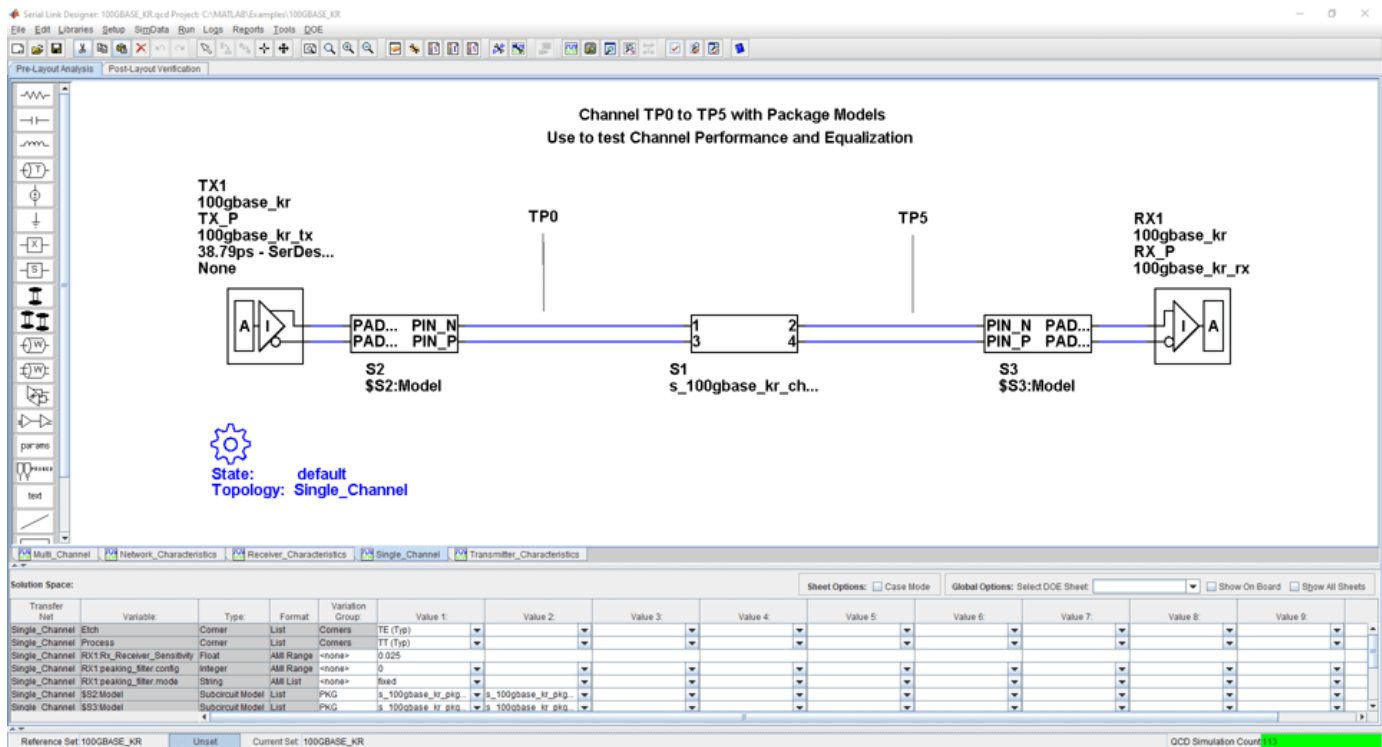 Serial Link Designer: 100GBASE_KR.qcd Project: C:\MATLAB\Examples\100GBASE_KR
File Edit Libraries Setup SimData Run Logs Reports Tools DOE
Pre-Layout Analysis Post-Layout Verification
Channel TP0 to TP5 with Package Models
Use to test Channel Performance and Equalization
TX1
100gbase_kr
TX_P
100gbase_kr_tx
38.79ps - SerDes...
None
TP0
TP5
RX1
100gbase_kr
RX_P
100gbase_kr_rx
A I
PAD... PIN_N
PAD... PIN_P
S2
$S2:Model
1 2
3 4
S1
s_100gbase_kr_ch...
PIN_N PAD...
PIN_P PAD...
S3
$S3:Model
I A
State: default
Topology: Single_Channel
T
X
S
W
W
params
text
Multi_Channel Network_Characteristics Receiver_Characteristics Single_Channel Transmitter_Characteristics
Solution Space:
Sheet Options: Case Mode Global Options: Select DOE Sheet: Show On Board Show All Sheets
Transfer Net Variable: Type: Format: Variation Group: Value 1: Value 2: Value 3: Value 4: Value 5: Value 6: Value 7: Value 8: Value 9:
Single_Channel Etch Corner List Corners TE (Typ)
Single_Channel Process Corner List Corners TT (Typ)
Single_Channel RX1:Rx_Receiver_Sensitivity Float AMI Range <none> 0.025
Single_Channel RX1:peaking_filter.config Integer AMI Range <none> 0
Single_Channel RX1:peaking_filter.mode String AMI List <none> fixed
Single_Channel $S2:Model Subcircuit Model List PKG s_100gbase_kr_pkg... s_100gbase_kr_pkg...
Single_Channel $S3:Model Subcircuit Model List PKG s_100gbase_kr_pkg... s_100gbase_kr_pkg...
Reference Set: 100GBASE_KR Unset Current Set: 100GBASE_KR QCD Simulation Count: 113